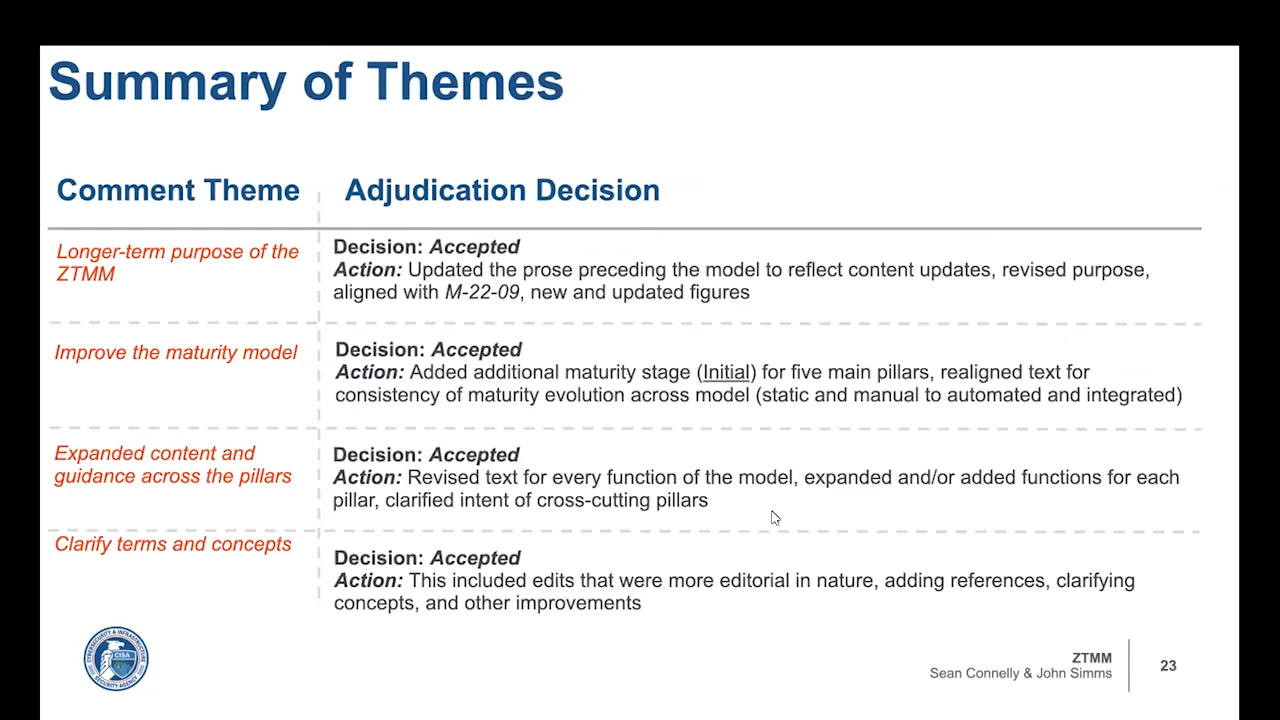 Summary of Themes
Comment Theme
Adjudication Decision
Longer-term purpose of the
ZTMM
Decision: Accepted
Action: Updated the prose preceding the model to reflect content updates, revised purpose,
aligned with M-22-09, new and updated figures
Improve the maturity model
Decision: Accepted
Action: Added additional maturity stage (Initial) for five main pillars, realigned text for
consistency of maturity evolution across model (static and manual to automated and integrated)
Expanded content and
guidance across the pillars
Decision: Accepted
Action: Revised text for every function of the model, expanded and/or added functions for each
pillar, clarified intent of cross-cutting pillars
Clarify terms and concepts
Decision: Accepted
Action: This included edits that were more editorial in nature, adding references, clarifying
concepts, and other improvements
CYBERSECURITY & INFRASTRUCTURE
CISA
SECURITY AGENCY
ZTMM
Sean Connelly & John Simms
23